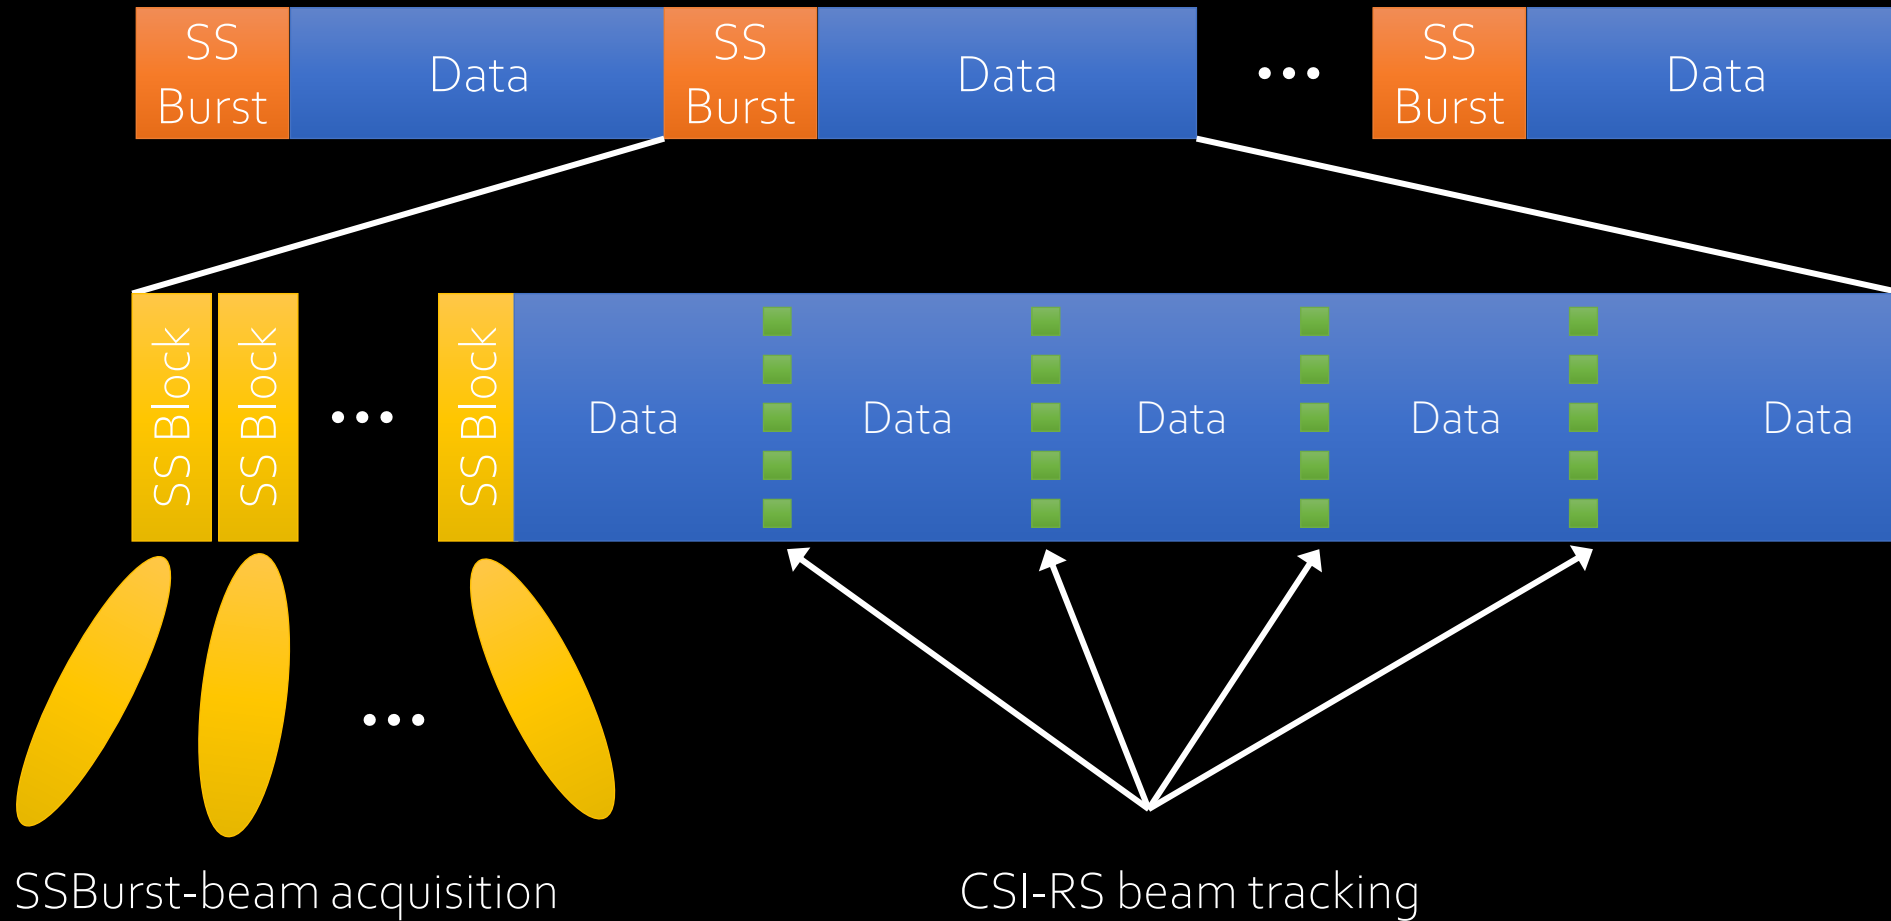 SS
Burst
Data
SS
Burst
Data
...
SS
Burst
Data
SS Block
SS Block
...
SS Block
Data
Data
Data
Data
Data
...
SSBurst-beam acquisition
CSI-RS beam tracking